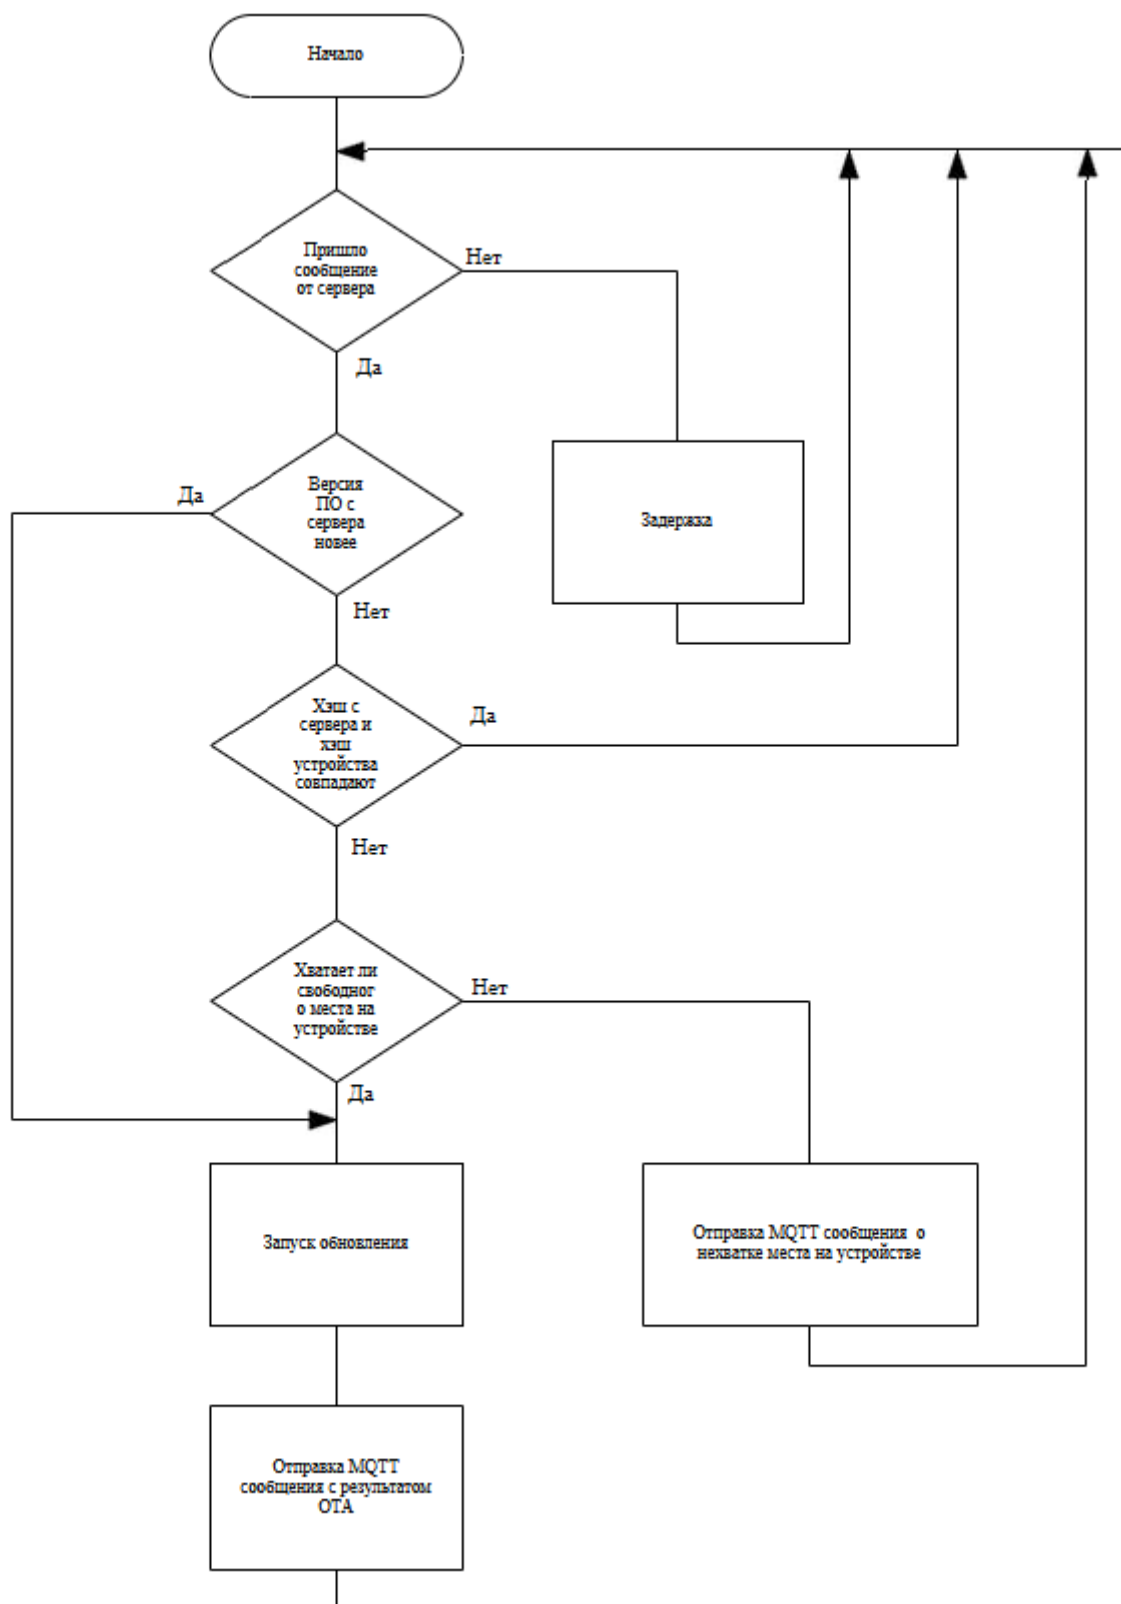 Начало
Пришло
сообщение
от сервера
Нет
Да
Версия
ПО с
сервера
новее
Да
Нет
Задержка
Хэш с
сервера и
хэш
устройства
совпадают
Да
Нет
Хватает ли
свободног
о места на
устройстве
Нет
Да
Запуск обновления
Отправка MQTT сообщения о
нехватке места на устройстве
Отправка MQTT
сообщения с результатом
OTA